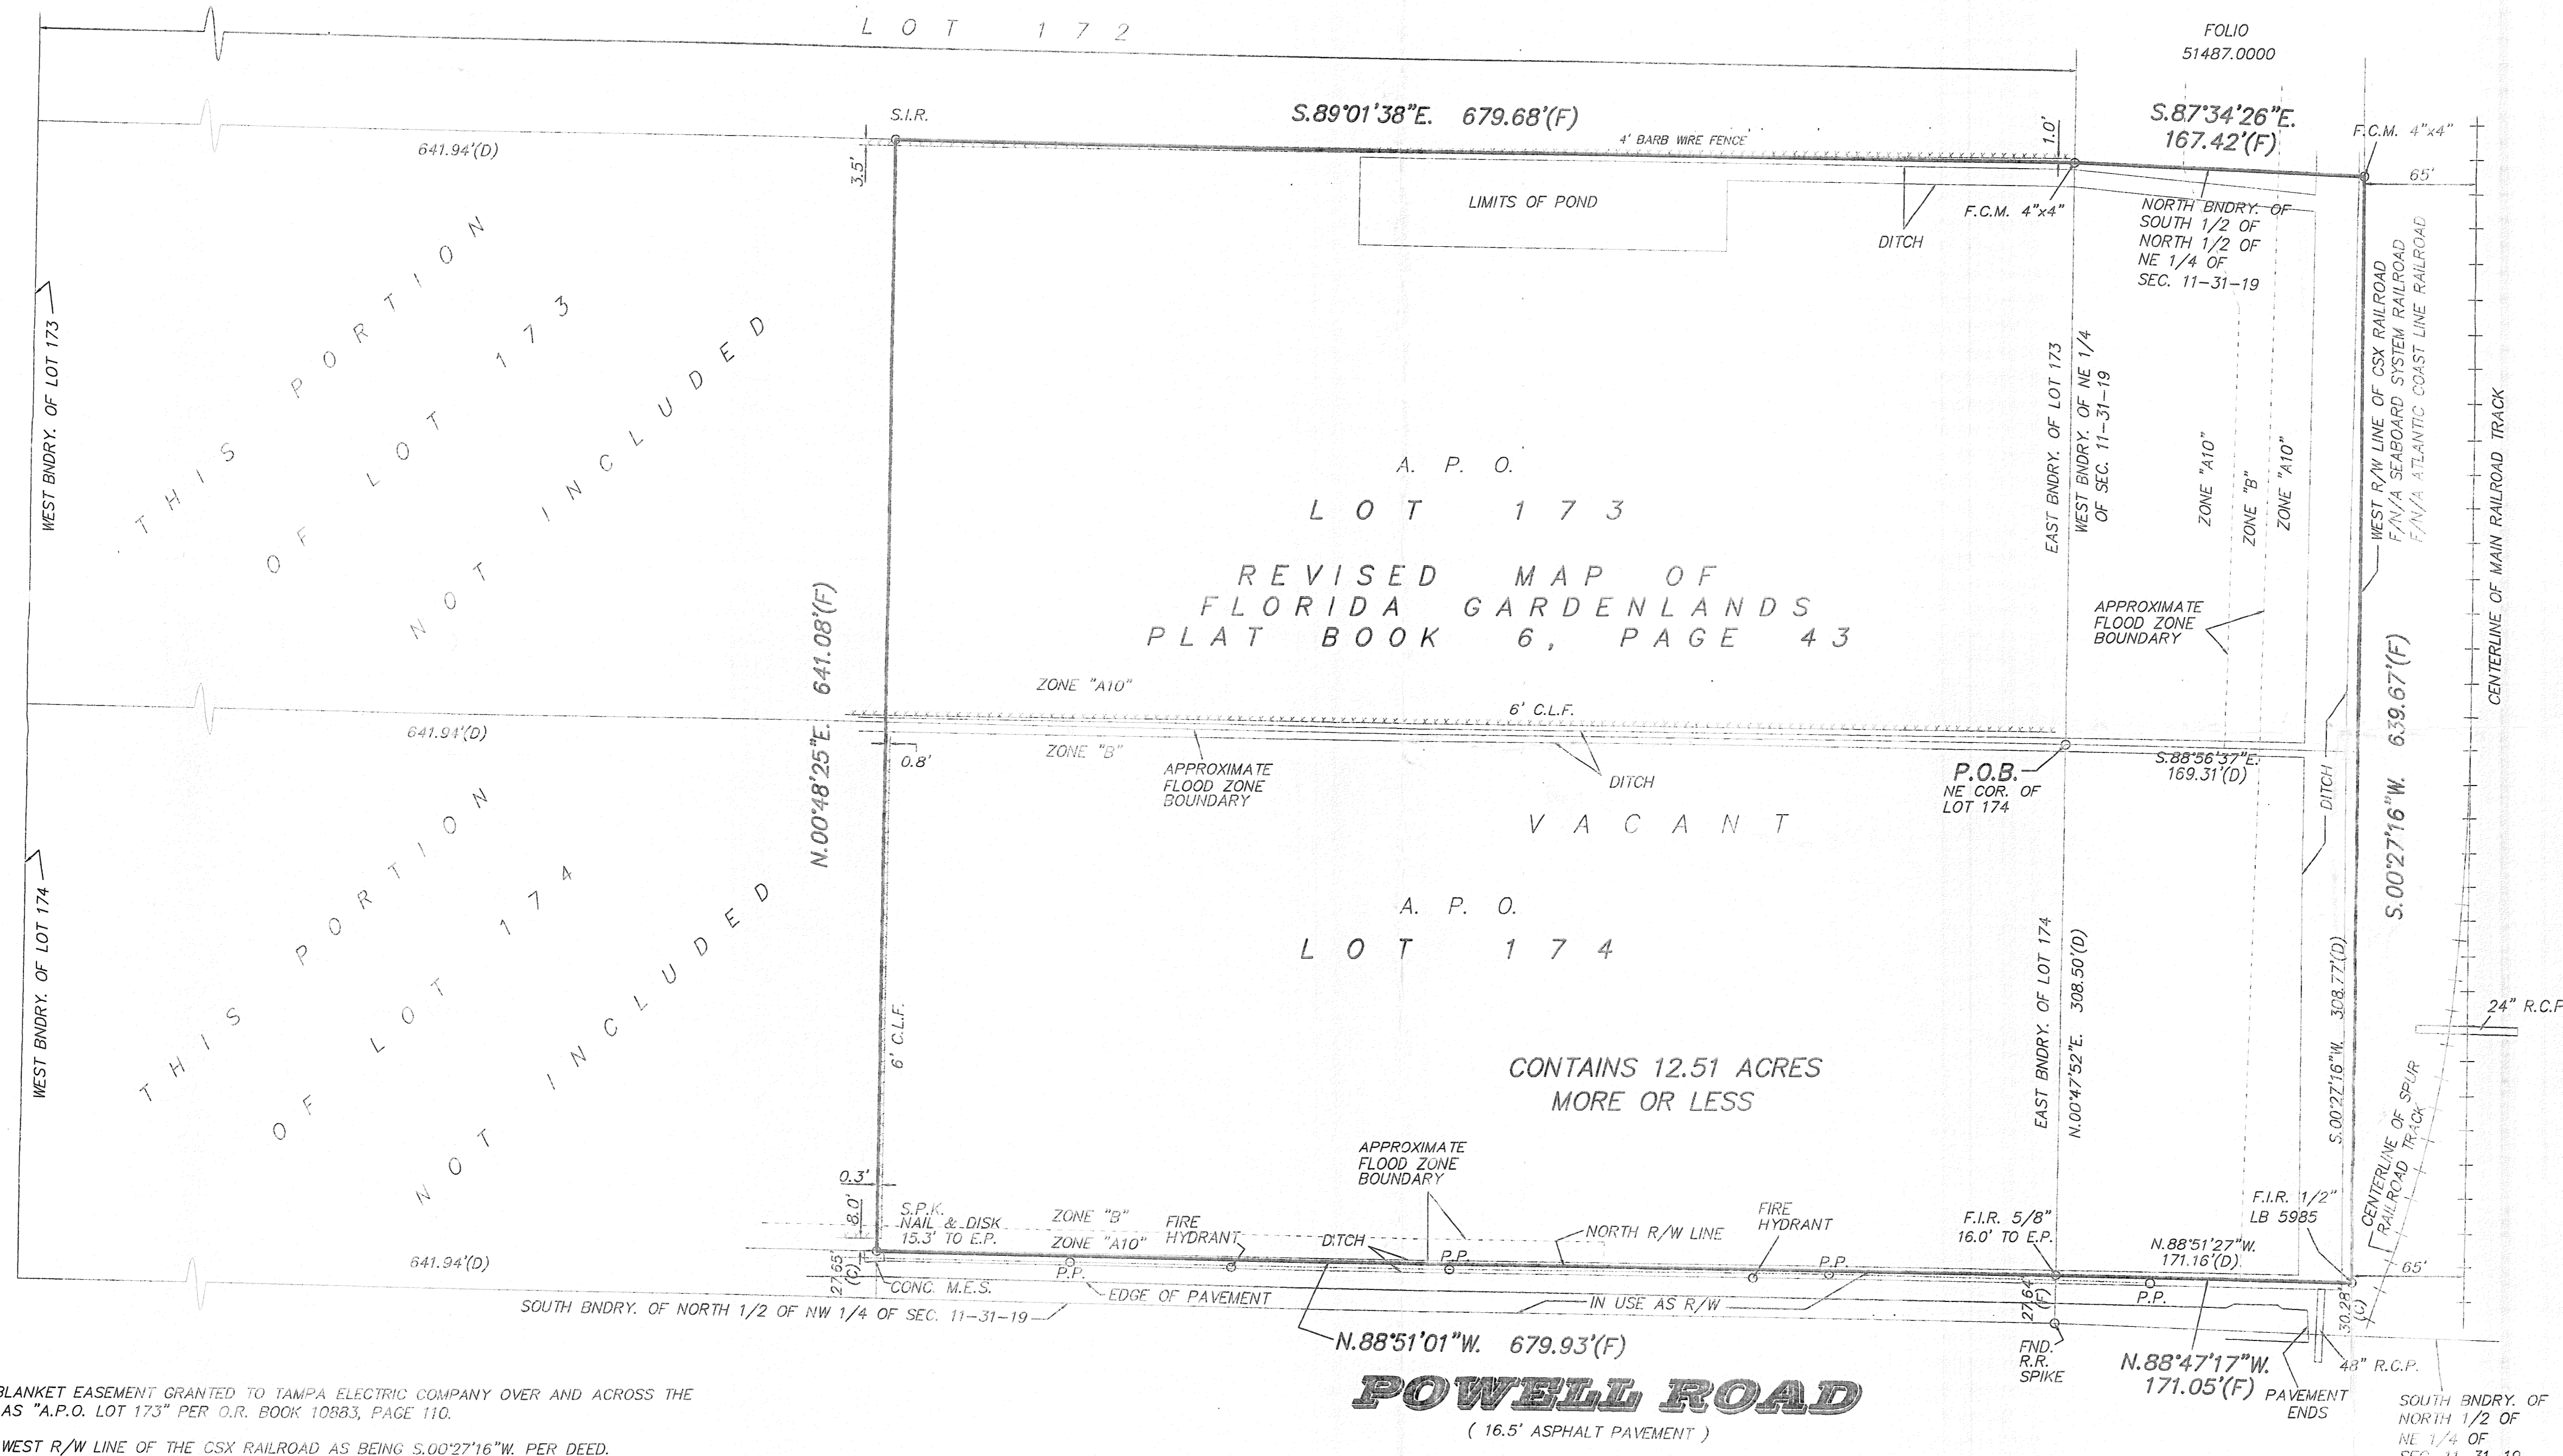 LOT 172
FOLIO
51487.0000
S.I.R.
S.89°01'38"E. 679.68'(F)
4' BARB WIRE FENCE
1.0'
S.87°34'26"E.
167.42'(F)
F.C.M. 4"x4"
65'
641.94'(D)
3.5'
LIMITS OF POND
DITCH
F.C.M. 4"x4"
NORTH BNDRY. OF
SOUTH 1/2 OF
NORTH 1/2 OF
NE 1/4 OF
SEC. 11-31-19
WEST BNDRY. OF LOT 173
THIS PORTION
OF LOT 173
NOT INCLUDED
A. P. O.
LOT 173
REVISED MAP OF
FLORIDA GARDENLANDS
PLAT BOOK 6, PAGE 43
EAST BNDRY. OF LOT 173
WEST BNDRY. OF NE 1/4
OF SEC. 11-31-19
ZONE "A10"
ZONE "B"
ZONE "A10"
WEST R/W LINE OF CSX RAILROAD
F/N/A SEABOARD SYSTEM RAILROAD
F/N/A ATLANTIC COAST LINE RAILROAD
CENTERLINE OF MAIN RAILROAD TRACK
APPROXIMATE
FLOOD ZONE
BOUNDARY
N.00°48'25"E. 641.08'(F)
S.00°27'16"W. 639.67'(F)
ZONE "A10"
6' C.L.F.
641.94'(D)
0.8'
ZONE "B"
APPROXIMATE
FLOOD ZONE
BOUNDARY
DITCH
P.O.B.
NE COR. OF
LOT 174
S.88°56'37"E.
169.31'(D)
DITCH
VACANT
WEST BNDRY. OF LOT 174
THIS PORTION
OF LOT 174
NOT INCLUDED
A. P. O.
LOT 174
6' C.L.F.
EAST BNDRY. OF LOT 174
N.00°47'52"E. 308.50'(D)
S.00°27'16"W. 308.77'(D)
24" R.C.P
CONTAINS 12.51 ACRES
MORE OR LESS
CENTERLINE OF SPUR
RAILROAD TRACK
APPROXIMATE
FLOOD ZONE
BOUNDARY
0.3'
8.0'
S.P.K.
NAIL & DISK
15.3' TO E.P.
ZONE "B"
ZONE "A10"
FIRE
HYDRANT
DITCH
P.P.
NORTH R/W LINE
FIRE
HYDRANT
P.P.
F.I.R. 5/8"
16.0' TO E.P.
F.I.R. 1/2"
LB 5985
N.88°51'27"W.
171.16'(D)
65'
641.94'(D)
27.65'
(C)
P.P.
CONC. M.E.S.
EDGE OF PAVEMENT
IN USE AS R/W
27.64'
(F)
P.P.
30.28'
(C)
SOUTH BNDRY. OF NORTH 1/2 OF NW 1/4 OF SEC. 11-31-19
N.88°51'01"W. 679.93'(F)
FND.
R.R.
SPIKE
N.88°47'17"W.
171.05'(F)
48" R.C.P.
PAVEMENT
ENDS
SOUTH BNDRY. OF
NORTH 1/2 OF
NE 1/4 OF
SEC. 11-31-19
POWELL ROAD
( 16.5' ASPHALT PAVEMENT )
BLANKET EASEMENT GRANTED TO TAMPA ELECTRIC COMPANY OVER AND ACROSS THE
AS "A.P.O. LOT 173" PER O.R. BOOK 10883, PAGE 110.
WEST R/W LINE OF THE CSX RAILROAD AS BEING S.00°27'16"W. PER DEED.